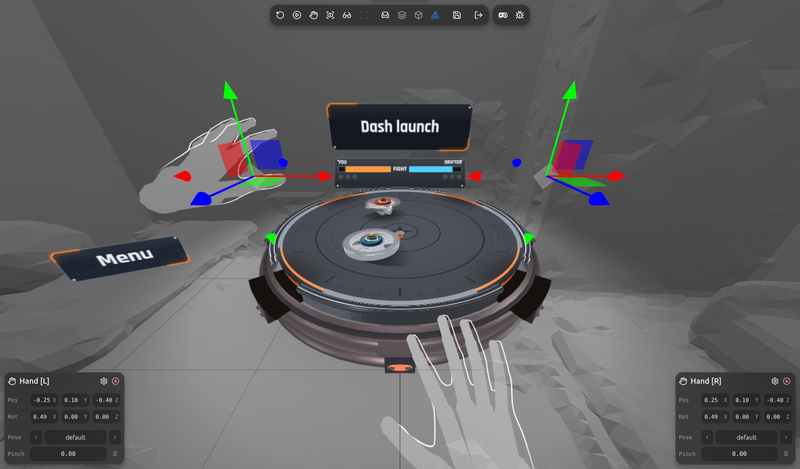 Dash launch
YOU
FIGHT
DRIFTER
Menu
Hand [L]
Pos -0.25 X 0.10 Y -0.40 Z
Rot 0.49 X 0.00 Y 0.00 Z
Pose ‹ default ›
Pinch 0.00
Hand [R]
Pos 0.25 X 0.10 Y -0.40 Z
Rot 0.49 X 0.00 Y 0.00 Z
Pose ‹ default ›
Pinch 0.00